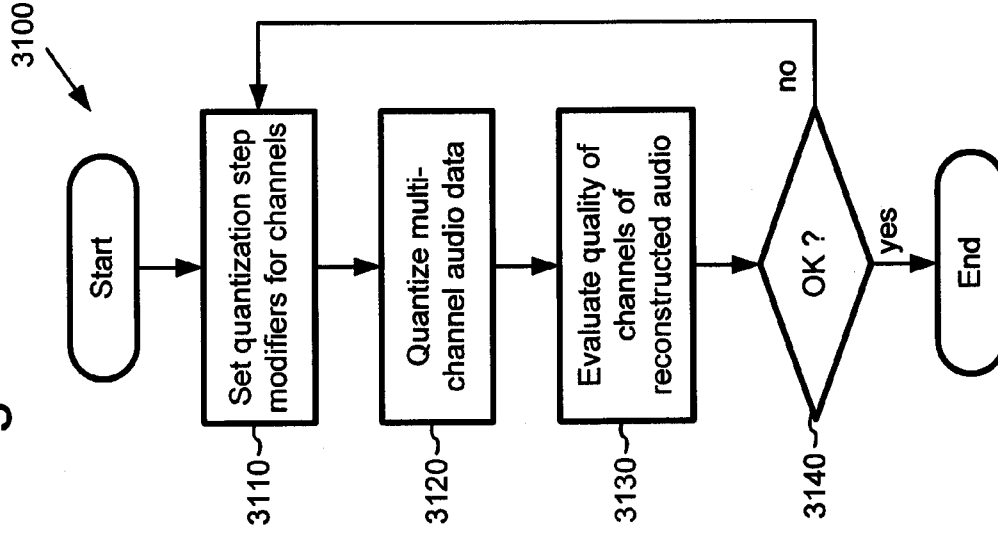 3100
Start
3110
Set quantization step
modifiers for channels
3120
Quantize multi-
channel audio data
3130
Evaluate quality of
channels of
reconstructed audio
3140
OK ?
no
yes
End